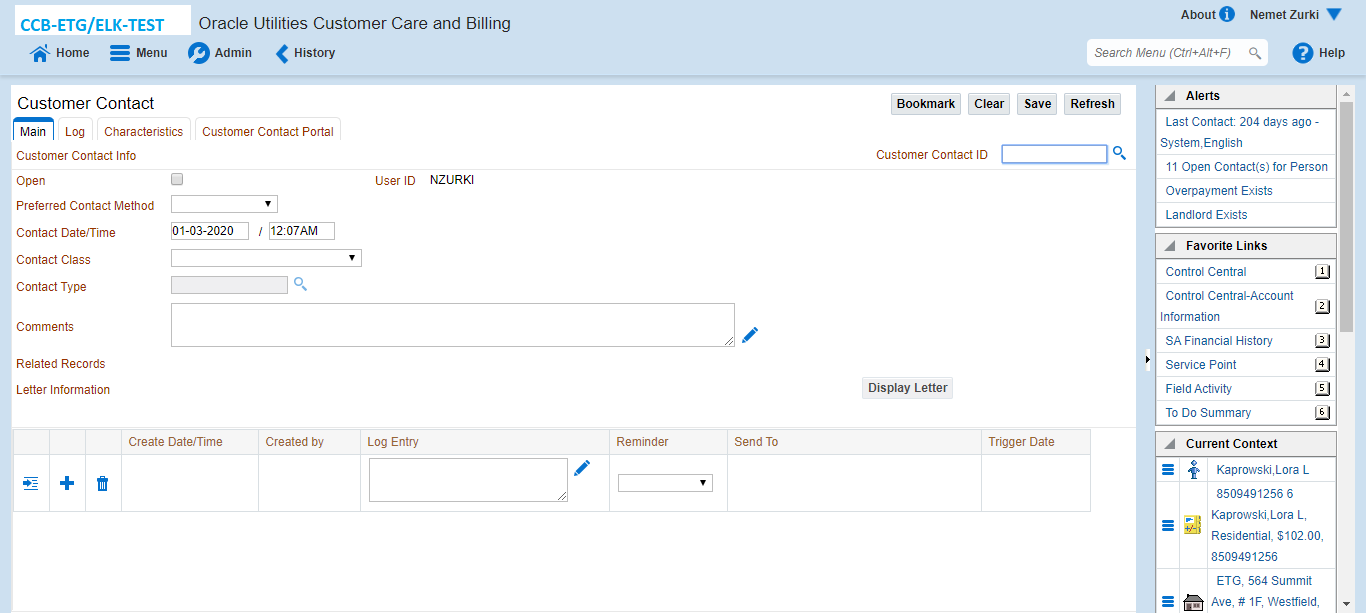 CCB-ETG/ELK-TEST
Oracle Utilities Customer Care and Billing
About
Nemet Zurki
Home
Menu
Admin
History
Search Menu (Ctrl+Alt+F)
Help
Customer Contact
Bookmark
Clear
Save
Refresh
Main
Log
Characteristics
Customer Contact Portal
Customer Contact Info
Customer Contact ID
Open
User ID
NZURKI
Preferred Contact Method
Contact Date/Time
01-03-2020 / 12:07AM
Contact Class
Contact Type
Comments
Related Records
Letter Information
Display Letter
Create Date/Time
Created by
Log Entry
Reminder
Send To
Trigger Date
Alerts
Last Contact: 204 days ago -
System,English
11 Open Contact(s) for Person
Overpayment Exists
Landlord Exists
Favorite Links
Control Central 1
Control Central-Account
Information 2
SA Financial History 3
Service Point 4
Field Activity 5
To Do Summary 6
Current Context
Kaprowski,Lora L
8509491256 6
Kaprowski,Lora L,
Residential, $102.00,
8509491256
ETG, 564 Summit
Ave, # 1F, Westfield,